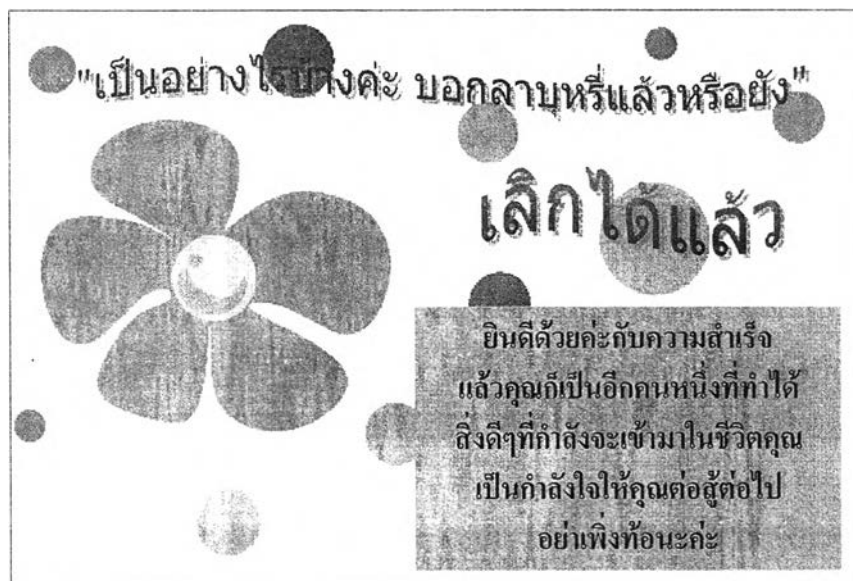 "เป็นอย่างไรบ้างค่ะ บอกลาบุหรี่แล้วหรือยัง"
เลิกได้แล้ว
ยินดีด้วยค่ะกับความสำเร็จ
แล้วคุณก็เป็นอีกคนหนึ่งที่ทำได้
สิ่งดีๆที่กำลังจะเข้ามาในชีวิตคุณ
เป็นกำลังใจให้คุณต่อสู้ต่อไป
อย่าเพิ่งท้อนะค่ะ